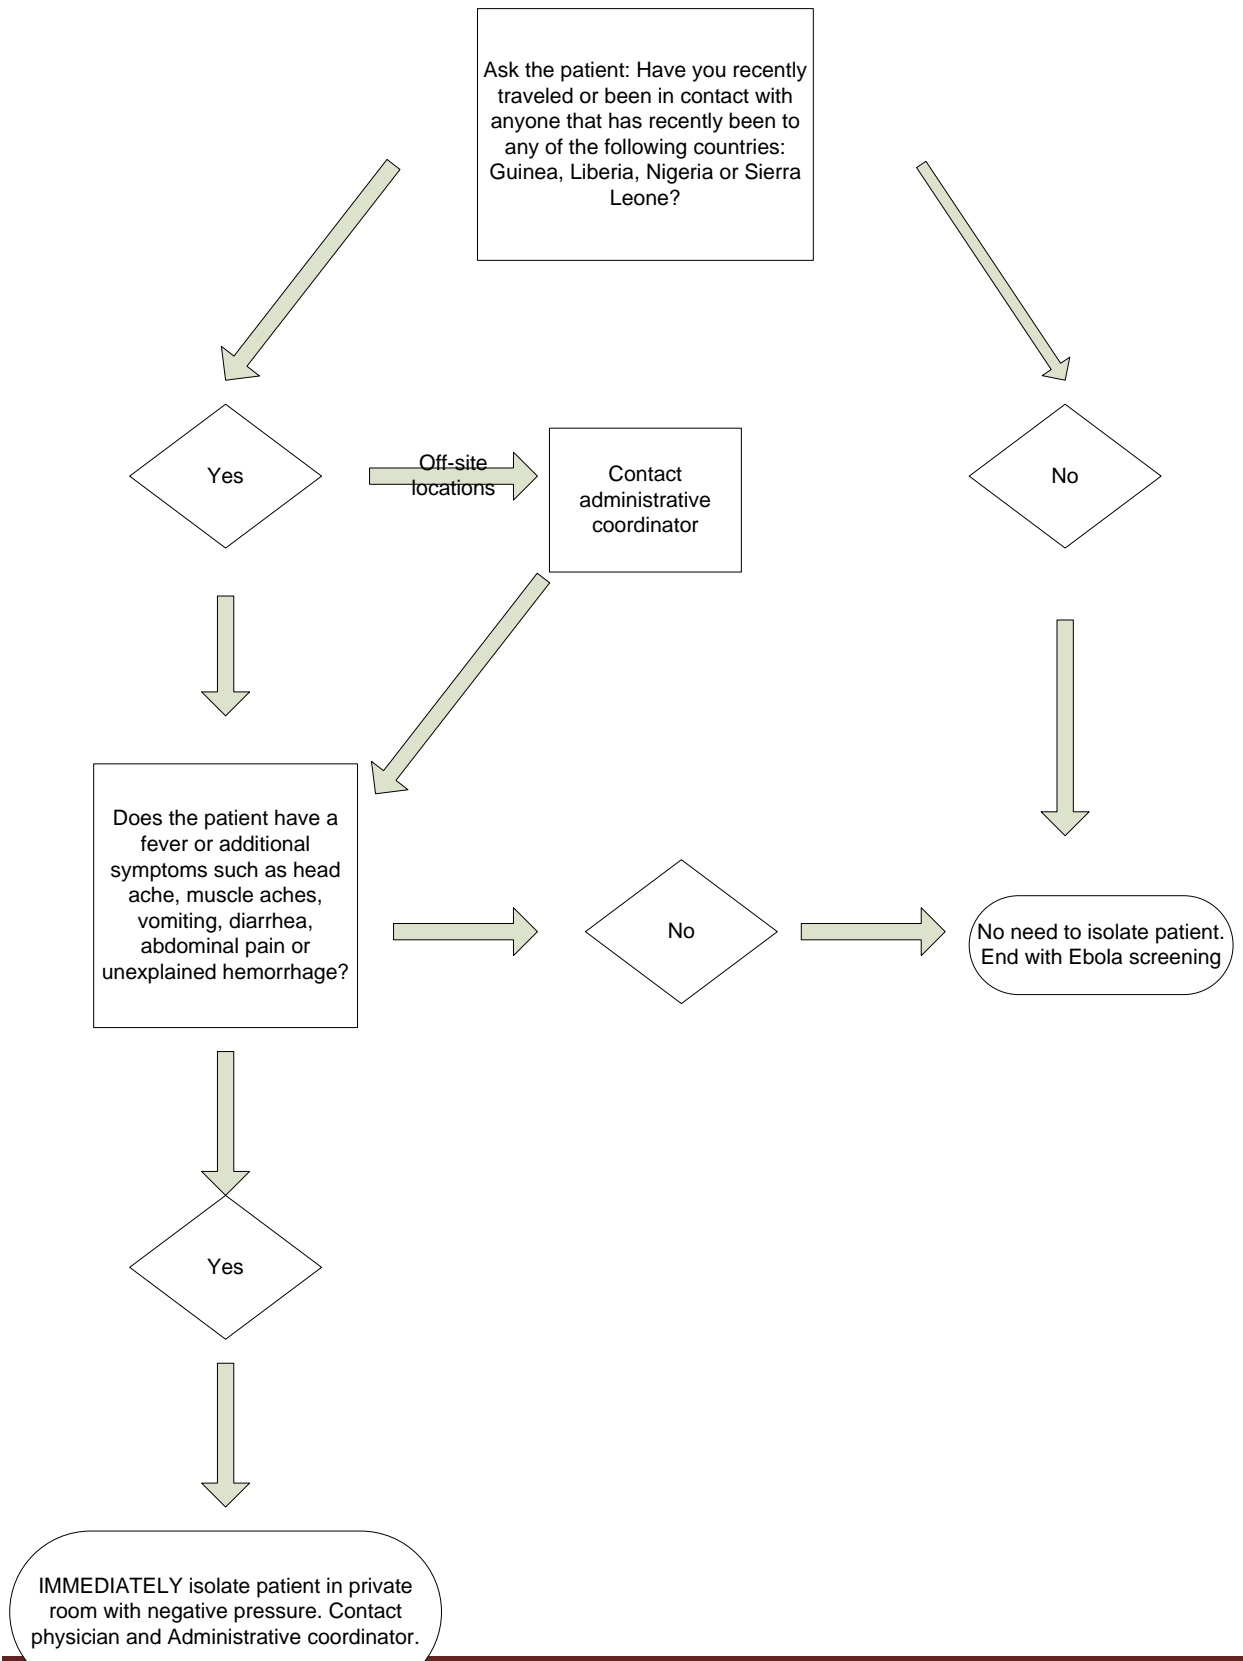 Ask the patient: Have you recently
traveled or been in contact with
anyone that has recently been to
any of the following countries:
Guinea, Liberia, Nigeria or Sierra
Leone?
Yes
Off-site
locations
Contact
administrative
coordinator
No
Does the patient have a
fever or additional
symptoms such as head
ache, muscle aches,
vomiting, diarrhea,
abdominal pain or
unexplained hemorrhage?
No
No need to isolate patient.
End with Ebola screening
Yes
IMMEDIATELY isolate patient in private
room with negative pressure. Contact
physician and Administrative coordinator.